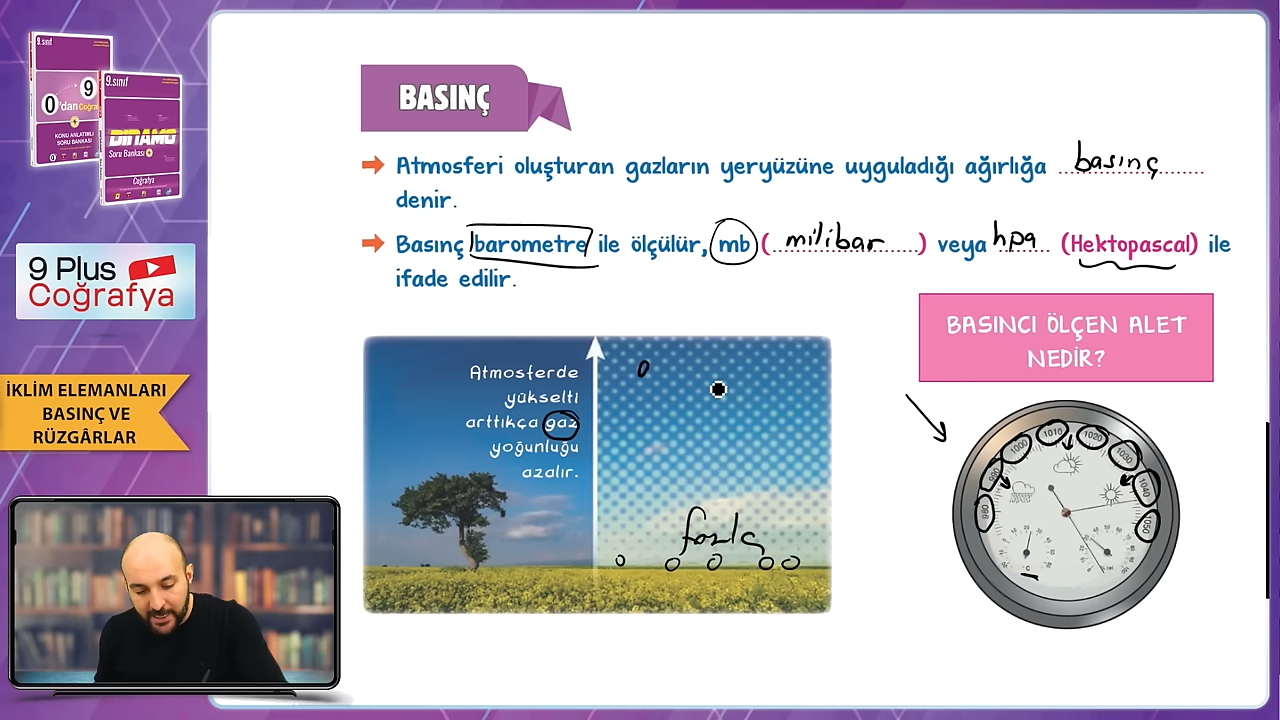 9.sınıf
0'dan 9 Coğrafya
KONU ANLATIMLI
SORU BANKASI
9.sınıf
DİNAMO
Soru Bankası
Coğrafya
9 Plus
Coğrafya
İKLİM ELEMANLARI
BASINÇ VE
RÜZGÂRLAR
BASINÇ
Atmosferi oluşturan gazların yeryüzüne uyguladığı ağırlığa basınç
denir.
Basınç barometre ile ölçülür, mb (milibar) veya hpa (Hektopascal) ile
ifade edilir.
Atmosferde
yükselti
arttıkça gaz
yoğunluğu
azalır.
fazla
BASINCI ÖLÇEN ALET
NEDİR?
980 990 1000 1010 1020 1030 1040 1050
°C